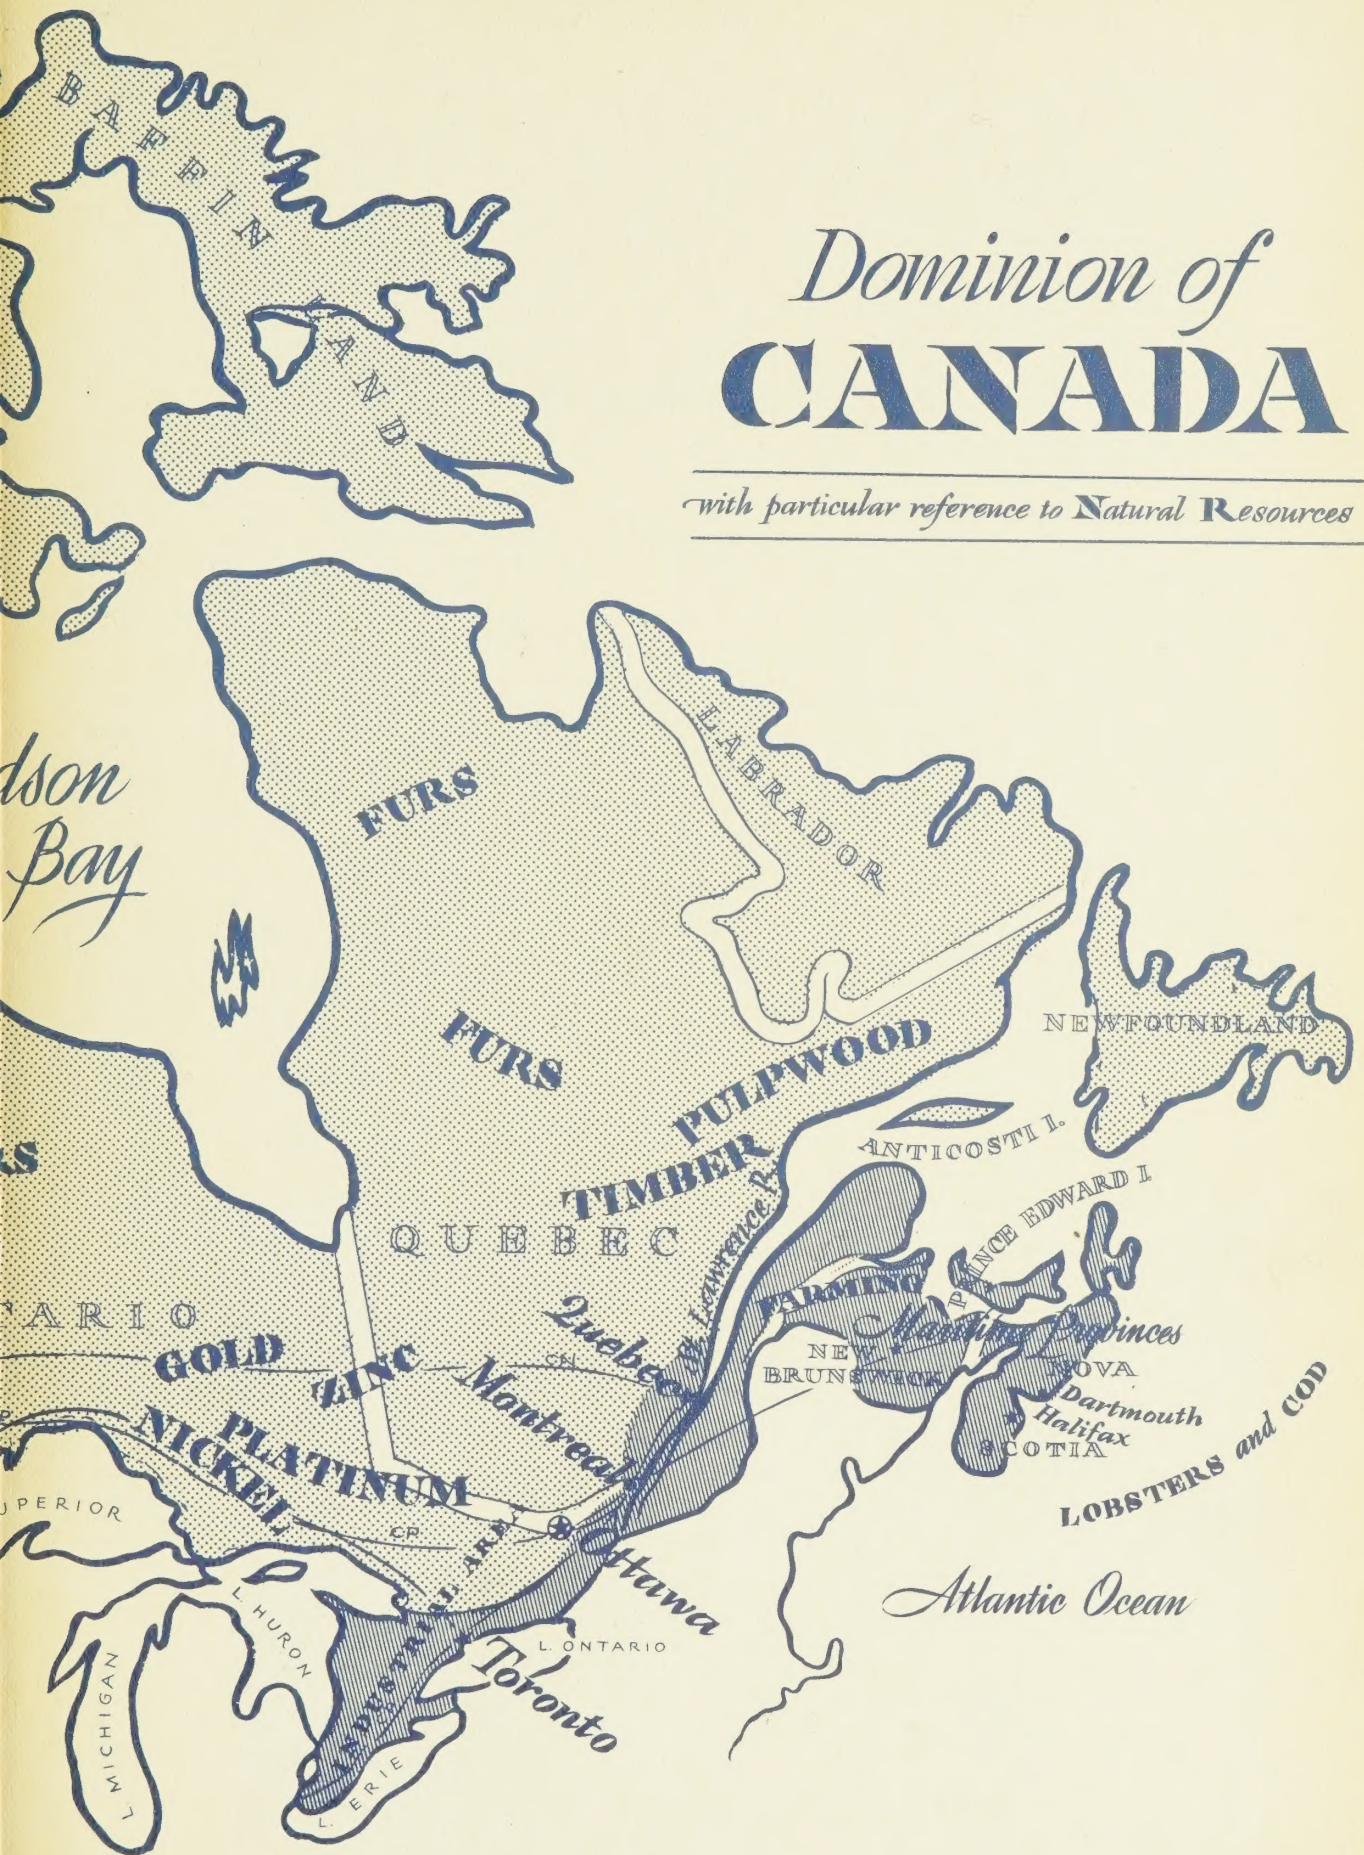 Dominion of
CANADA
with particular reference to Natural Resources
BAFFIN
LAND
dson
Bay
FURS
LABRADOR
FURS
PULPWOOD
TIMBER
NEWFOUNDLAND
ANTICOSTI I.
PRINCE EDWARD I.
St. Lawrence R.
QUEBEC
FARMING
Maritime Provinces
NEW
BRUNSWICK
NOVA
SCOTIA
Dartmouth
Halifax
LOBSTERS and COD
Atlantic Ocean
TARIO
GOLD
ZINC
CN
Quebec
Montreal
PLATINUM
NICKEL
CP
Ottawa
INDUSTRIAL AREA
Toronto
UPERIOR
L. HURON
L. ONTARIO
L. MICHIGAN
L. ERIE